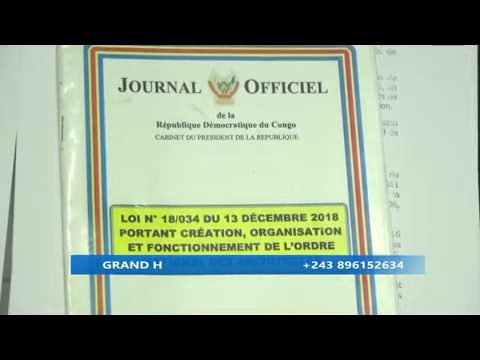 JOURNAL OFFICIEL
de la
République Démocratique du Congo
CABINET DU PRESIDENT DE LA REPUBLIQUE
LOI N° 18/034 DU 13 DÉCEMBRE 2018
PORTANT CRÉATION, ORGANISATION
ET FONCTIONNEMENT DE L'ORDRE
GRAND H +243 896152634